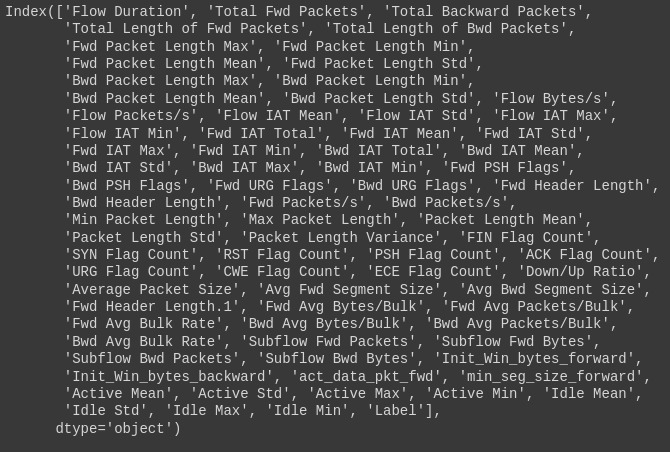 Index(['Flow Duration', 'Total Fwd Packets', 'Total Backward Packets',
'Total Length of Fwd Packets', 'Total Length of Bwd Packets',
'Fwd Packet Length Max', 'Fwd Packet Length Min',
'Fwd Packet Length Mean', 'Fwd Packet Length Std',
'Bwd Packet Length Max', 'Bwd Packet Length Min',
'Bwd Packet Length Mean', 'Bwd Packet Length Std', 'Flow Bytes/s',
'Flow Packets/s', 'Flow IAT Mean', 'Flow IAT Std', 'Flow IAT Max',
'Flow IAT Min', 'Fwd IAT Total', 'Fwd IAT Mean', 'Fwd IAT Std',
'Fwd IAT Max', 'Fwd IAT Min', 'Bwd IAT Total', 'Bwd IAT Mean',
'Bwd IAT Std', 'Bwd IAT Max', 'Bwd IAT Min', 'Fwd PSH Flags',
'Bwd PSH Flags', 'Fwd URG Flags', 'Bwd URG Flags', 'Fwd Header Length',
'Bwd Header Length', 'Fwd Packets/s', 'Bwd Packets/s',
'Min Packet Length', 'Max Packet Length', 'Packet Length Mean',
'Packet Length Std', 'Packet Length Variance', 'FIN Flag Count',
'SYN Flag Count', 'RST Flag Count', 'PSH Flag Count', 'ACK Flag Count',
'URG Flag Count', 'CWE Flag Count', 'ECE Flag Count', 'Down/Up Ratio',
'Average Packet Size', 'Avg Fwd Segment Size', 'Avg Bwd Segment Size',
'Fwd Header Length.1', 'Fwd Avg Bytes/Bulk', 'Fwd Avg Packets/Bulk',
'Fwd Avg Bulk Rate', 'Bwd Avg Bytes/Bulk', 'Bwd Avg Packets/Bulk',
'Bwd Avg Bulk Rate', 'Subflow Fwd Packets', 'Subflow Fwd Bytes',
'Subflow Bwd Packets', 'Subflow Bwd Bytes', 'Init_Win_bytes_forward',
'Init_Win_bytes_backward', 'act_data_pkt_fwd', 'min_seg_size_forward',
'Active Mean', 'Active Std', 'Active Max', 'Active Min', 'Idle Mean',
'Idle Std', 'Idle Max', 'Idle Min', 'Label'],
dtype='object')